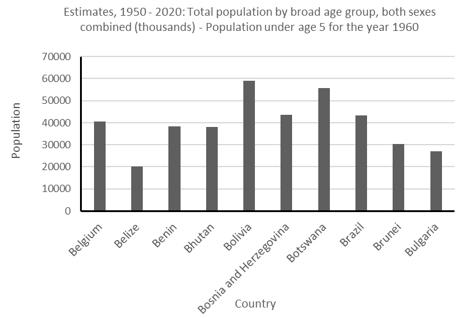 Estimates, 1950 - 2020: Total population by broad age group, both sexes
combined (thousands) - Population under age 5 for the year 1960
70000
60000
50000
40000
30000
20000
10000
0
Population
Belgium
Belize
Benin
Bhutan
Bolivia
Bosnia and Herzegovina
Botswana
Brazil
Brunei
Bulgaria
Country